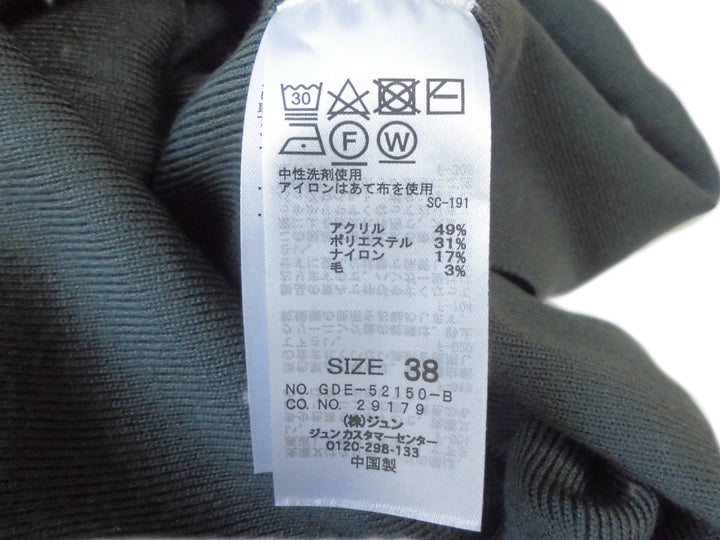 30
F W
中性洗剤使用
アイロンはあて布を使用
SC-191
アクリル 49%
ポリエステル 31%
ナイロン 17%
毛 3%
SIZE 38
NO. GDE-52150-B
CO. NO. 29179
(株)ジュン
ジュンカスタマーセンター
0120-298-133
中国製